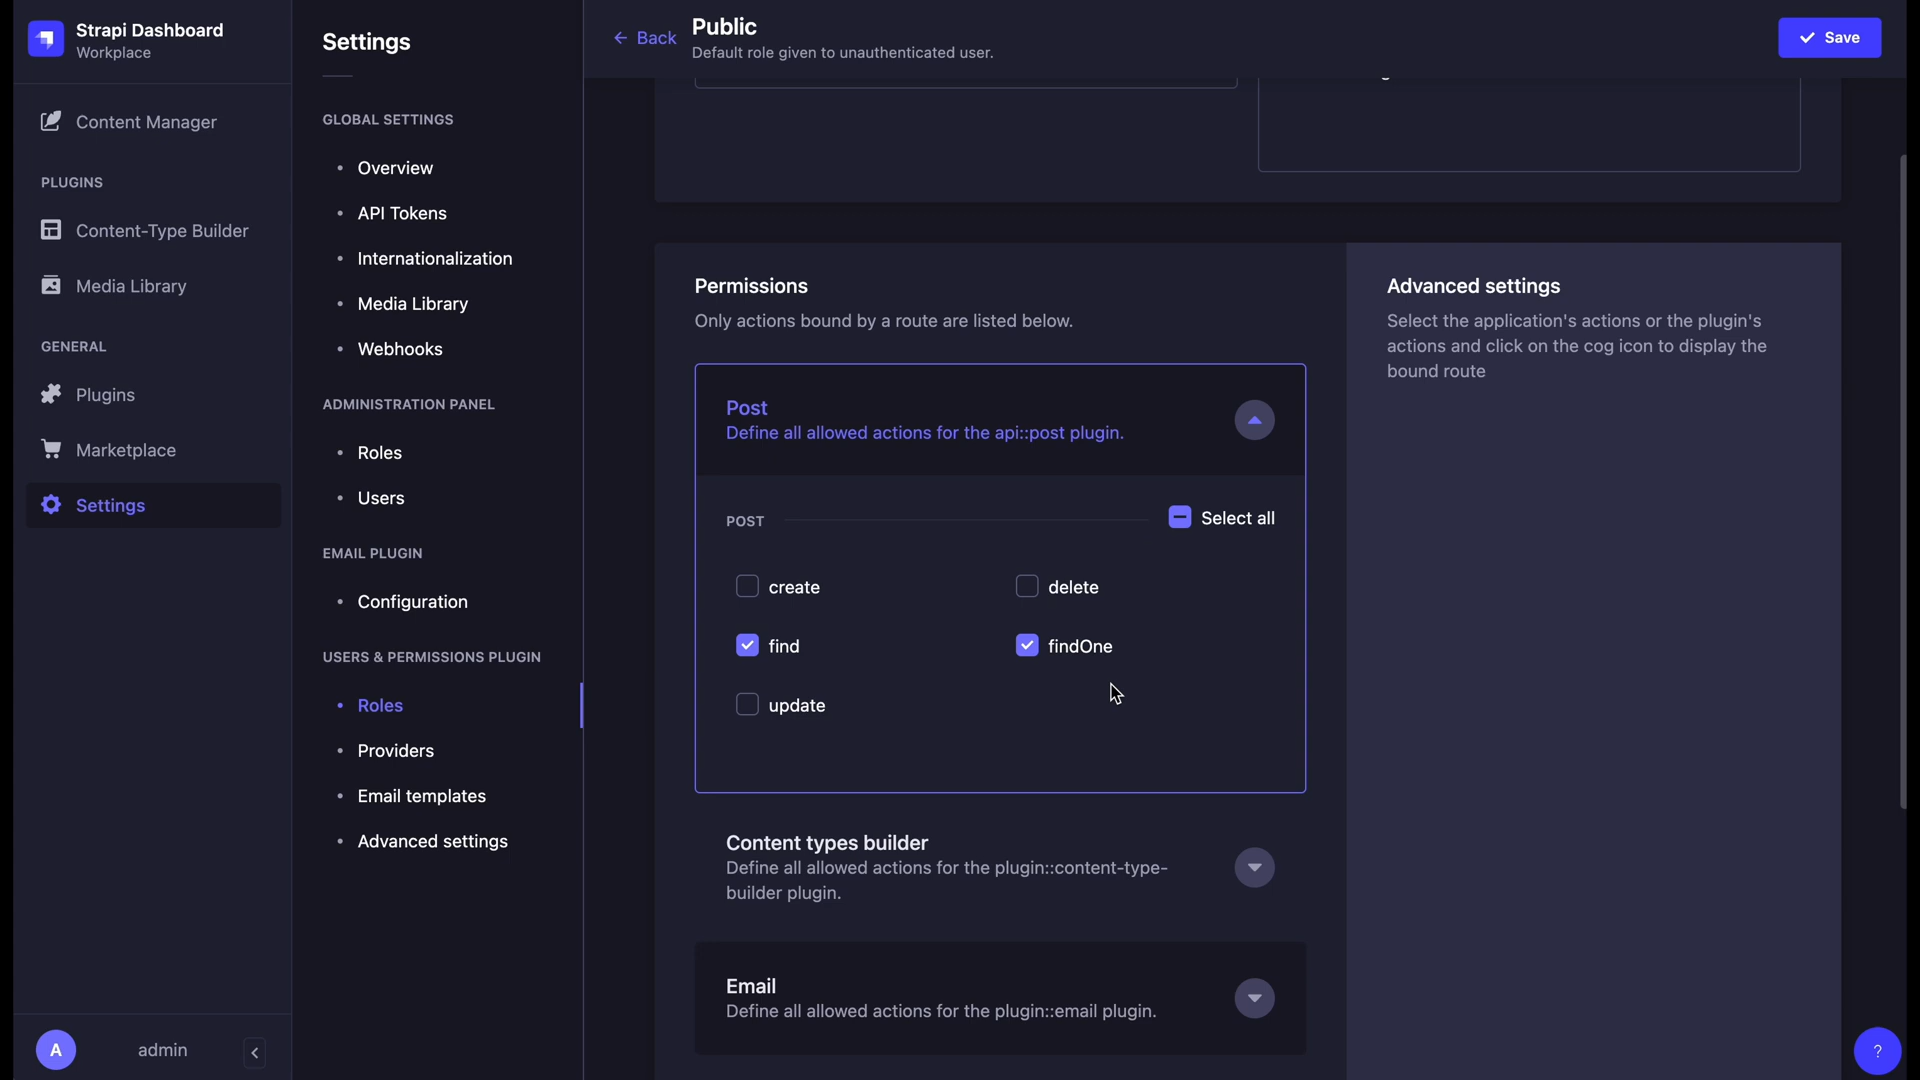 Strapi Dashboard
Workplace
Content Manager
PLUGINS
Content-Type Builder
Media Library
GENERAL
Plugins
Marketplace
Settings
A
admin
Settings
GLOBAL SETTINGS
Overview
API Tokens
Internationalization
Media Library
Webhooks
ADMINISTRATION PANEL
Roles
Users
EMAIL PLUGIN
Configuration
USERS & PERMISSIONS PLUGIN
Roles
Providers
Email templates
Advanced settings
Back
Public
Default role given to unauthenticated user.
Save
Permissions
Only actions bound by a route are listed below.
Post
Define all allowed actions for the api::post plugin.
POST
Select all
create
delete
find
findOne
update
Content types builder
Define all allowed actions for the plugin::content-type-
builder plugin.
Email
Define all allowed actions for the plugin::email plugin.
Advanced settings
Select the application's actions or the plugin's
actions and click on the cog icon to display the
bound route
?